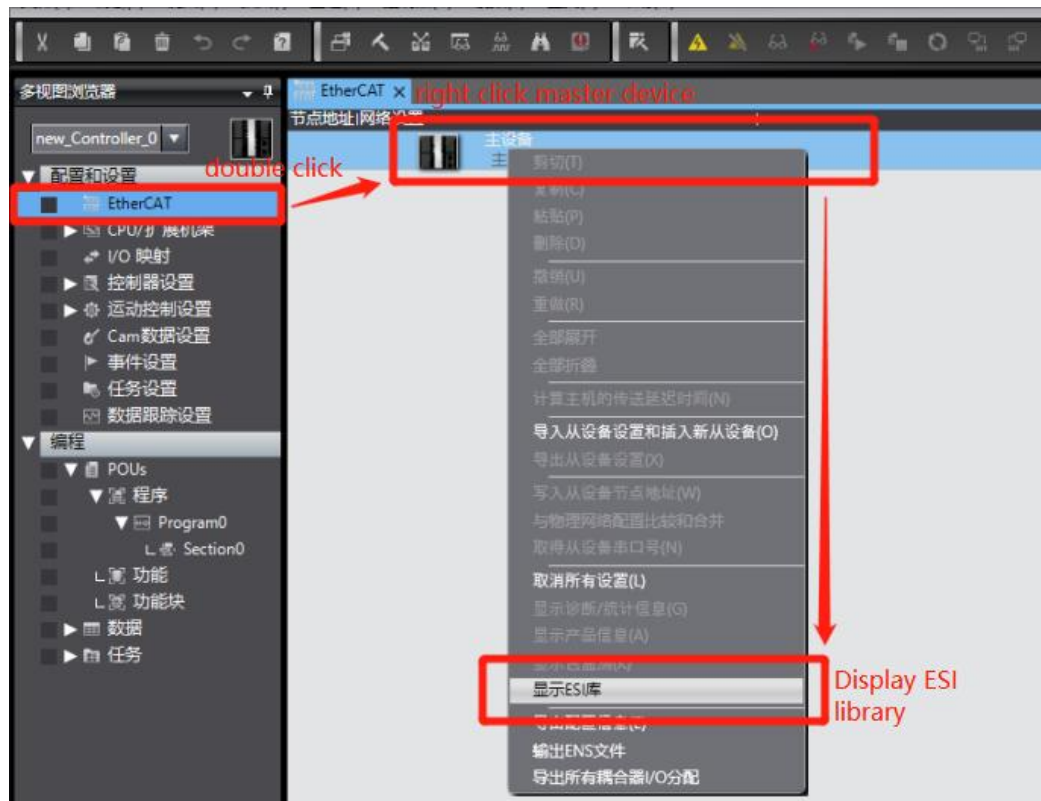 多视图浏览器
EtherCAT
right click master device
节点地址|网络设置
new_Controller_0
主设备
主
double click
配置和设置
EtherCAT
CPU/扩展机架
I/O 映射
控制器设置
运动控制设置
Cam数据设置
事件设置
任务设置
数据跟踪设置
编程
POUs
程序
Program0
Section0
功能
功能块
数据
任务
剪切(T)
复制(C)
粘贴(P)
删除(D)
撤销(U)
重做(R)
全部展开
全部折叠
计算主机的传送延迟时间(N)
导入从设备设置和插入新从设备(O)
导出从设备设置(X)
写入从设备节点地址(W)
与物理网络配置比较和合并
取得从设备串口号(N)
取消所有设置(L)
显示诊断/统计信息(G)
显示产品信息(A)
显示ESI库
Display ESI
library
导出配置信息(E)
输出ENS文件
导出所有耦合器I/O分配